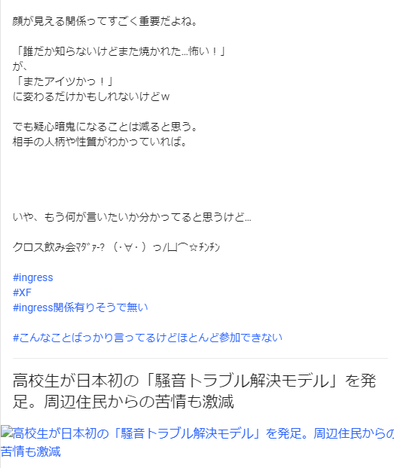 顔が見える関係ってすごく重要だよね。
「誰だか知らないけどまた焼かれた...怖い！」
が、
「またアイツかっ！」
に変わるだけかもしれないけどｗ
でも疑心暗鬼になることは減ると思う。
相手の人柄や性質がわかっていれば。
いや、もう何が言いたいか分かってると思うけど...
クロス飲み会ﾏﾀﾞｧ-? （・∀・）っ/凵⌒☆ﾁﾝﾁﾝ
#ingress
#XF
#ingress関係有りそうで無い
#こんなことばっかり言ってるけどほとんど参加できない
高校生が日本初の「騒音トラブル解決モデル」を発
足。周辺住民からの苦情も激減
高校生が日本初の「騒音トラブル解決モデル」を発足。周辺住民からの
苦情も激減